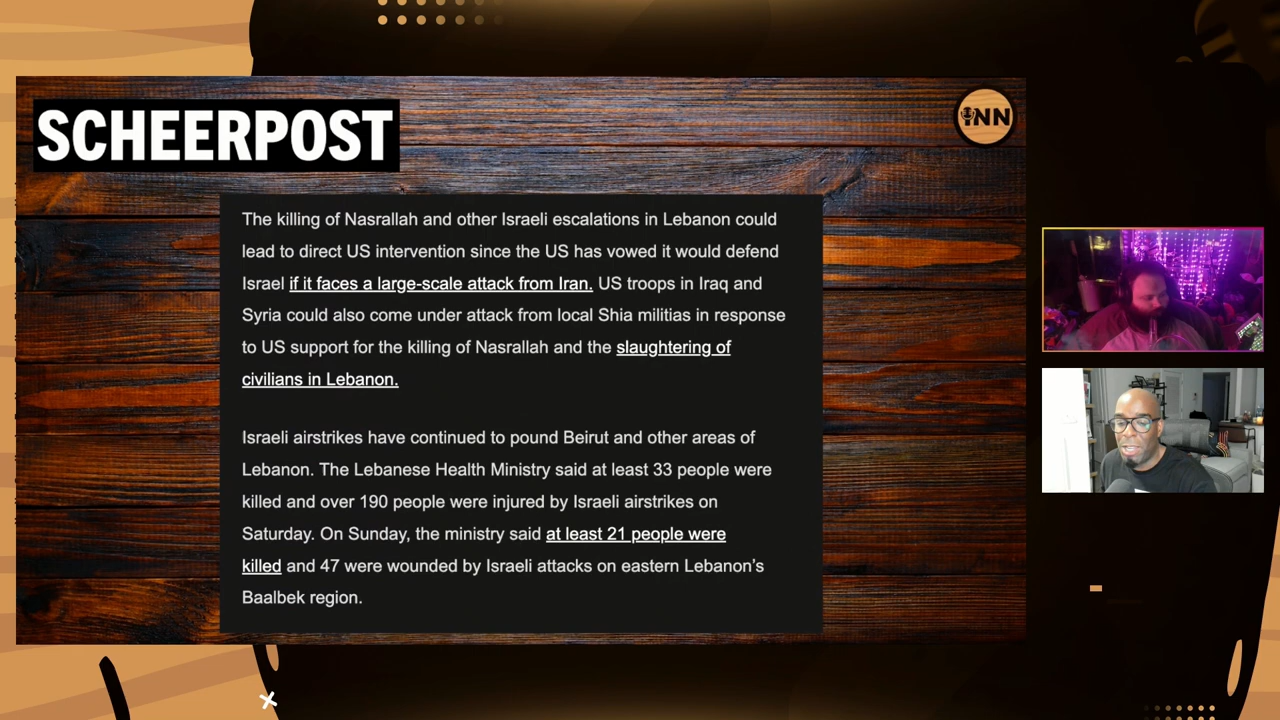 SCHEERPOST
iNN
The killing of Nasrallah and other Israeli escalations in Lebanon could
lead to direct US intervention since the US has vowed it would defend
Israel if it faces a large-scale attack from Iran. US troops in Iraq and
Syria could also come under attack from local Shia militias in response
to US support for the killing of Nasrallah and the slaughtering of
civilians in Lebanon.
Israeli airstrikes have continued to pound Beirut and other areas of
Lebanon. The Lebanese Health Ministry said at least 33 people were
killed and over 190 people were injured by Israeli airstrikes on
Saturday. On Sunday, the ministry said at least 21 people were
killed and 47 were wounded by Israeli attacks on eastern Lebanon’s
Baalbek region.